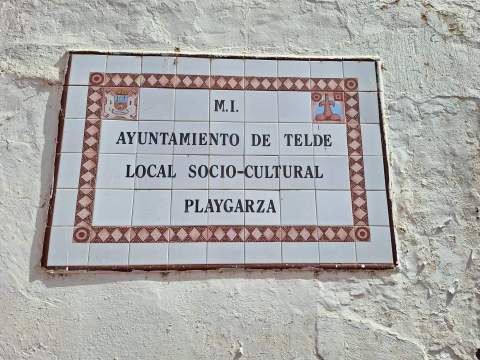 M.I.
AYUNTAMIENTO DE TELDE
LOCAL SOCIO-CULTURAL
PLAYGARZA